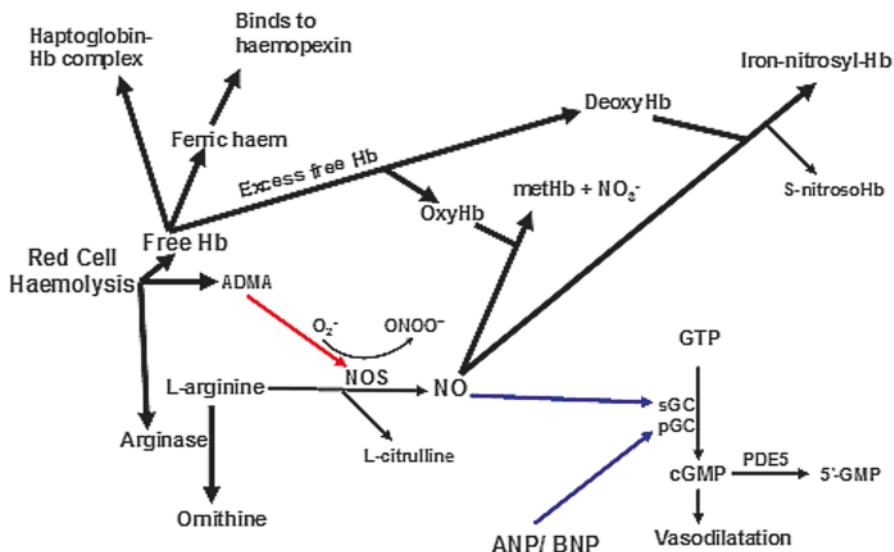 Haptoglobin-
Hb complex
Binds to
haemopexin
Iron-nitrosyl-Hb
DeoxyHb
Ferric haem
Excess free Hb
metHb + NO₂⁻
S-nitrosoHb
OxyHb
Free Hb
Red Cell
Haemolysis
ADMA
O₂⁻
ONOO⁻
GTP
NOS
L-arginine
NO
sGC
pGC
Arginase
L-citrulline
cGMP
PDE5
5'-GMP
Ornithine
ANP/ BNP
Vasodilatation